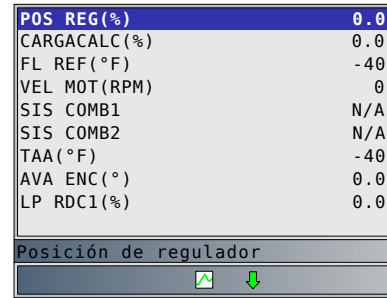 POS REG(%) 0.0
CARGACALC(%) 0.0
FL REF(°F) -40
VEL MOT(RPM) 0
SIS COMB1 N/A
SIS COMB2 N/A
TAA(°F) -40
AVA ENC(°) 0.0
LP RDC1(%) 0.0
Posición de regulador